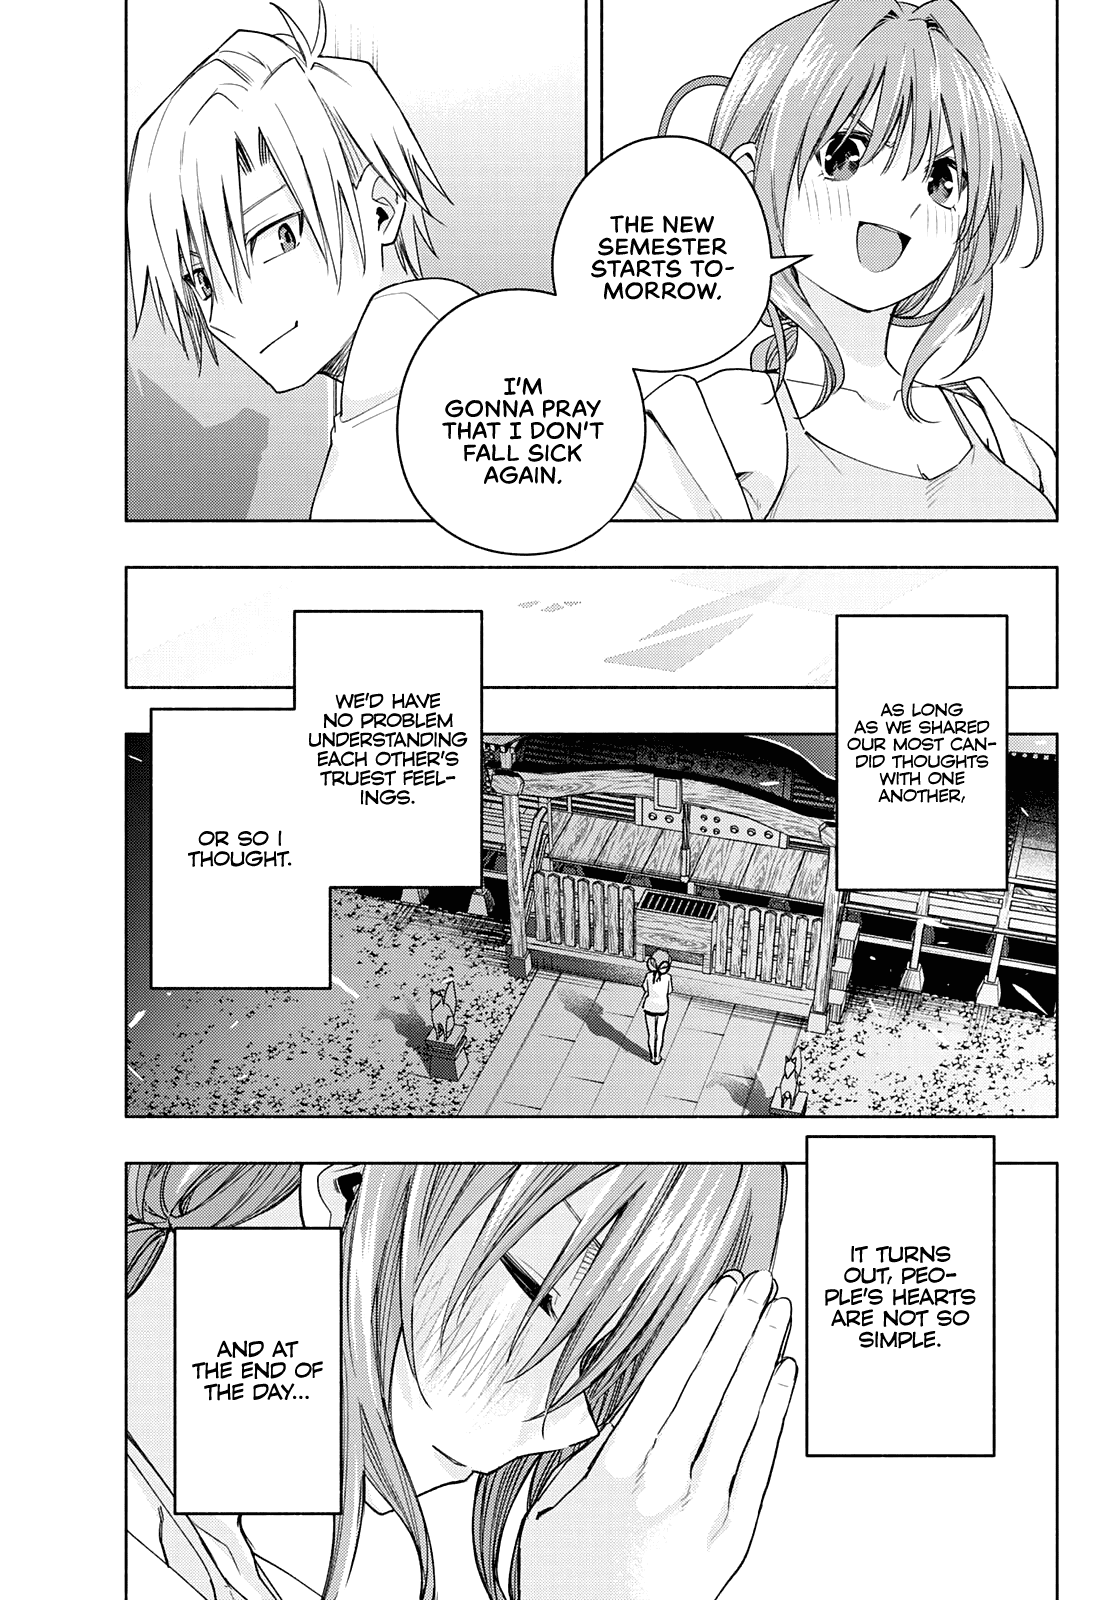 THE NEW
SEMESTER
STARTS TO-
MORROW.
I'M
GONNA PRAY
THAT I DON'T
FALL SICK
AGAIN.
AS LONG
AS WE SHARED
OUR MOST CAN-
DID THOUGHTS
WITH ONE
ANOTHER,
WE'D HAVE
NO PROBLEM
UNDERSTANDING
EACH OTHER'S
TRUEST FEEL-
INGS.
OR SO I
THOUGHT.
IT TURNS
OUT, PEO-
PLE'S HEARTS
ARE NOT SO
SIMPLE.
AND AT
THE END OF
THE DAY...